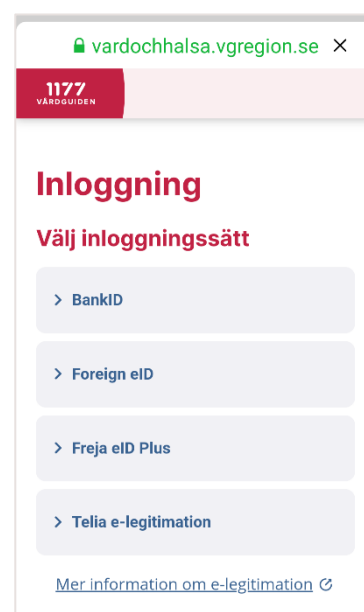 vardochhalsa.vgregion.se
1177
VÅRDGUIDEN
Inloggning
Välj inloggningssätt
BankID
Foreign eID
Freja eID Plus
Telia e-legitimation
Mer information om e-legitimation